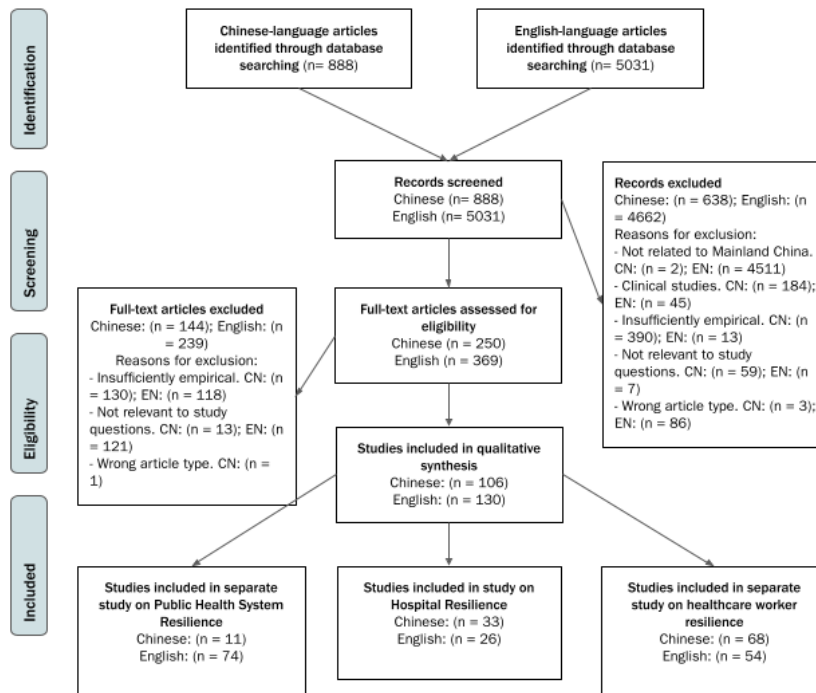 Chinese-language articles
identified through database
searching (n= 888)
English-language articles
identified through database
searching (n= 5031)
Identification
Records screened
Chinese (n= 888)
English (n= 5031)
Records excluded
Chinese: (n = 638); English: (n
= 4662)
Reasons for exclusion:
- Not related to Mainland China.
CN: (n = 2); EN: (n = 4511)
- Clinical studies. CN: (n = 184);
EN: (n = 45)
- Insufficiently empirical. CN: (n
= 390); EN: (n = 13)
- Not relevant to study
questions. CN: (n = 59); EN: (n =
7)
- Wrong article type. CN: (n = 3);
EN: (n = 86)
Screening
Full-text articles assessed for
eligibility
Chinese (n = 250)
English (n = 369)
Full-text articles excluded
Chinese: (n = 144); English: (n
= 239)
Reasons for exclusion:
- Insufficiently empirical. CN: (n
= 130); EN: (n = 118)
- Not relevant to study
questions. CN: (n = 13); EN: (n
= 121)
- Wrong article type. CN: (n =
1)
Eligibility
Studies included in qualitative
synthesis
Chinese: (n = 106)
English: (n = 130)
Included
Studies included in separate
study on Public Health System
Resilience
Chinese: (n = 11)
English: (n = 74)
Studies included in study on
Hospital Resilience
Chinese: (n = 33)
English: (n = 26)
Studies included in separate
study on healthcare worker
resilience
Chinese: (n = 68)
English: (n = 54)